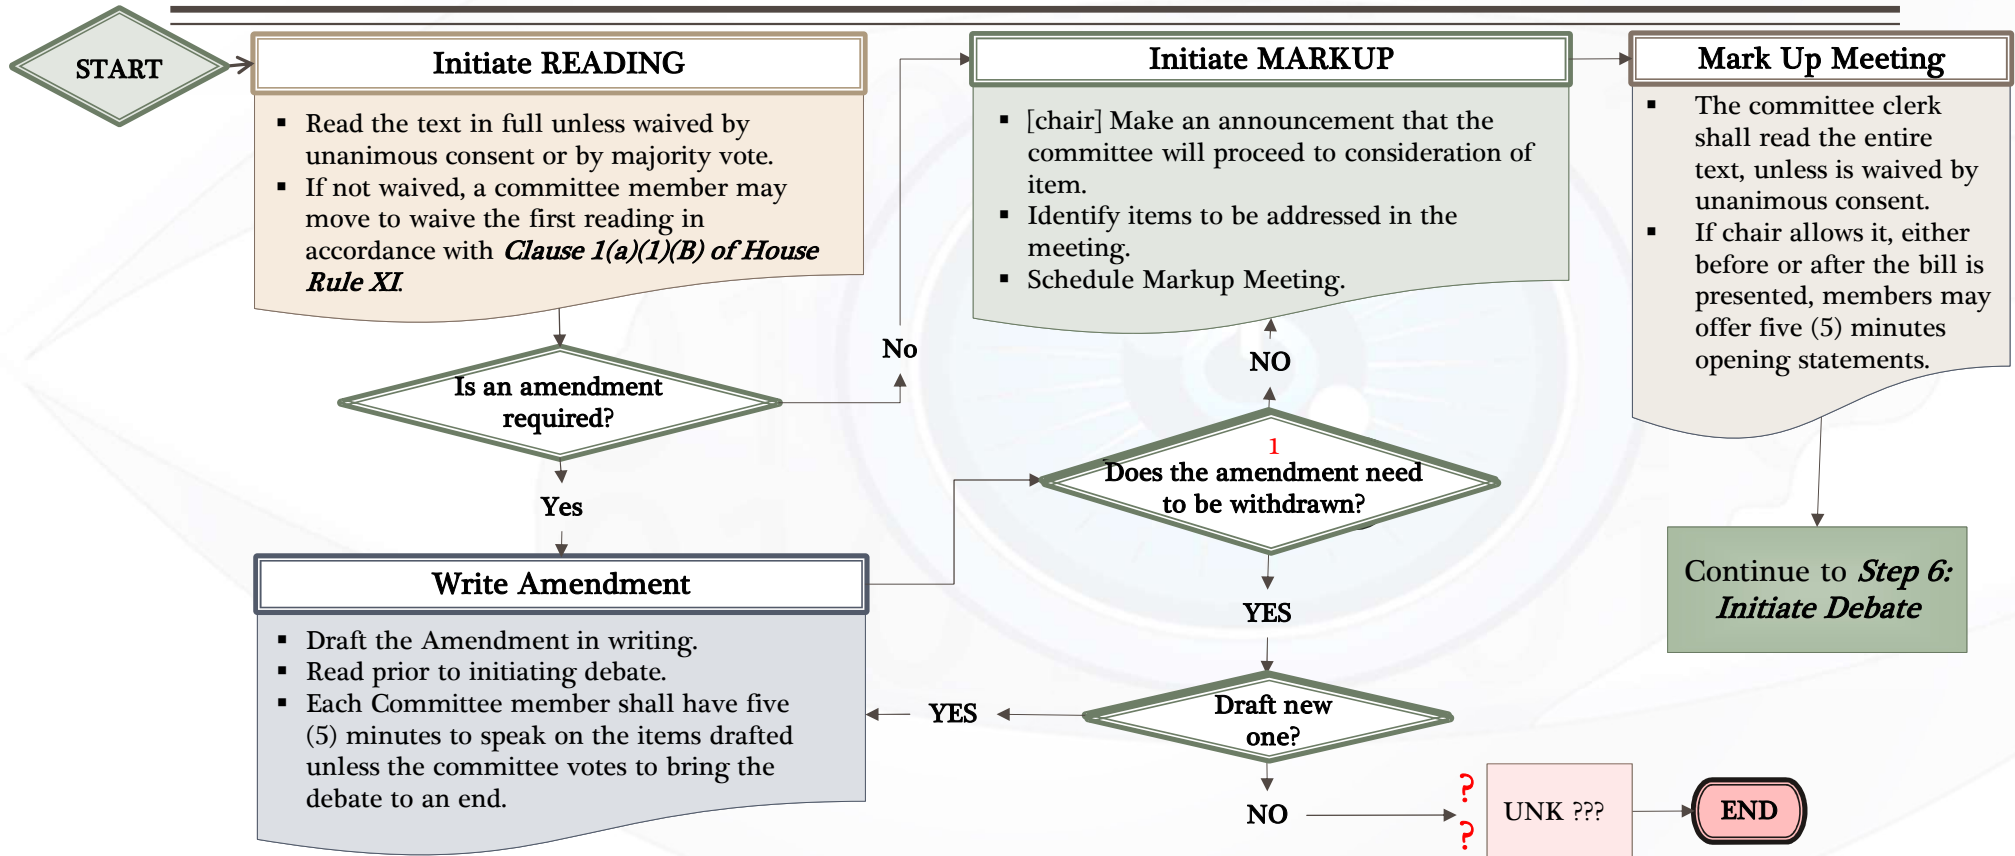 START
Initiate READING
▪ Read the text in full unless waived by
unanimous consent or by majority vote.
▪ If not waived, a committee member may
move to waive the first reading in
accordance with Clause 1(a)(1)(B) of House
Rule XI.
Is an amendment
required?
No
Yes
Write Amendment
▪ Draft the Amendment in writing.
▪ Read prior to initiating debate.
▪ Each Committee member shall have five
(5) minutes to speak on the items drafted
unless the committee votes to bring the
debate to an end.
Initiate MARKUP
▪ [chair] Make an announcement that the
committee will proceed to consideration of
item.
▪ Identify items to be addressed in the
meeting.
▪ Schedule Markup Meeting.
NO
1
Does the amendment need
to be withdrawn?
YES
Draft new
one?
YES
NO
?
?
UNK ???
END
Mark Up Meeting
▪ The committee clerk
shall read the entire
text, unless is waived by
unanimous consent.
▪ If chair allows it, either
before or after the bill is
presented, members may
offer five (5) minutes
opening statements.
Continue to Step 6:
Initiate Debate